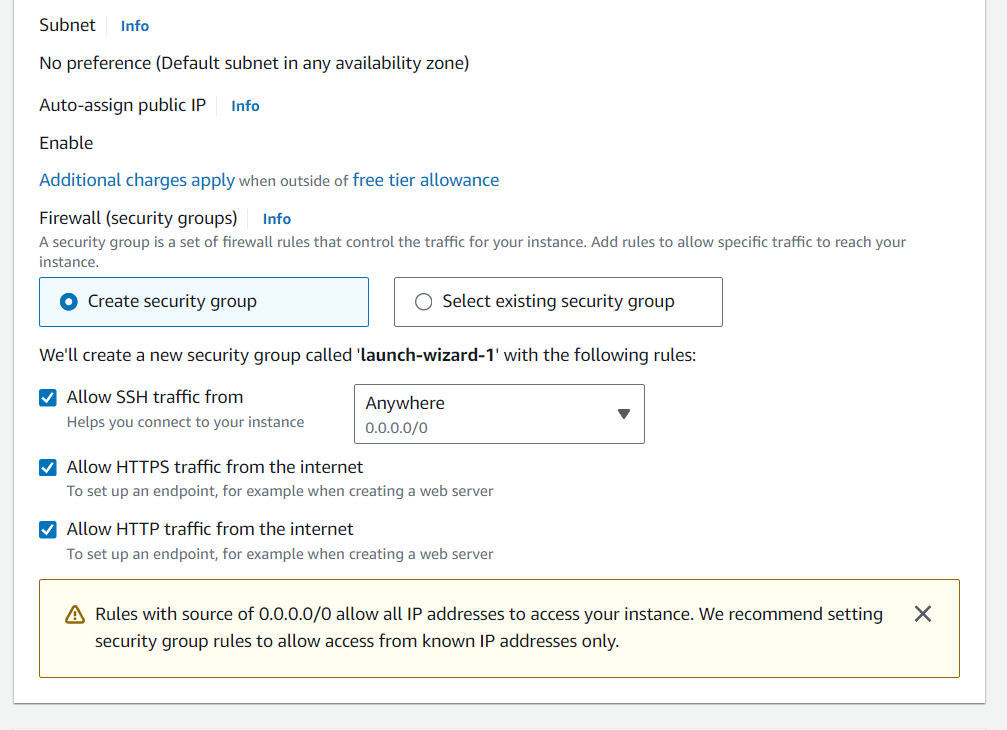 Subnet Info
No preference (Default subnet in any availability zone)
Auto-assign public IP Info
Enable
Additional charges apply when outside of free tier allowance
Firewall (security groups) Info
A security group is a set of firewall rules that control the traffic for your instance. Add rules to allow specific traffic to reach your
instance.
Create security group
Select existing security group
We'll create a new security group called 'launch-wizard-1' with the following rules:
Allow SSH traffic from
Helps you connect to your instance
Anywhere
0.0.0.0/0
Allow HTTPS traffic from the internet
To set up an endpoint, for example when creating a web server
Allow HTTP traffic from the internet
To set up an endpoint, for example when creating a web server
Rules with source of 0.0.0.0/0 allow all IP addresses to access your instance. We recommend setting
security group rules to allow access from known IP addresses only.